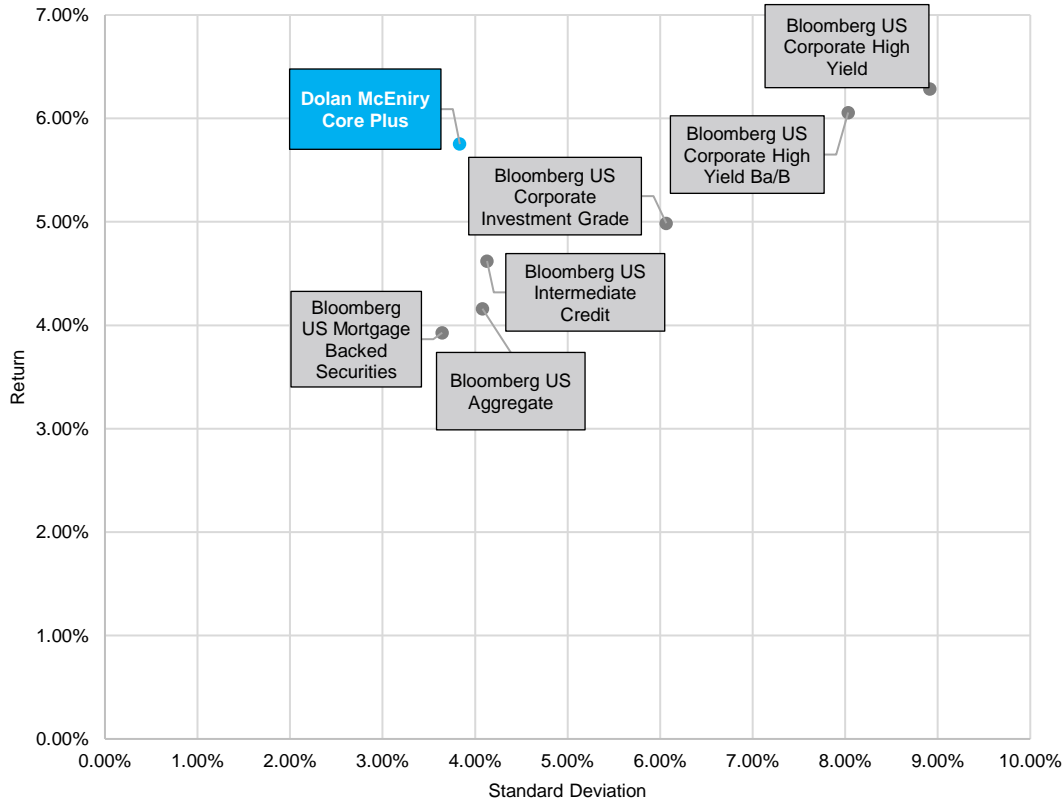 7.00%
6.00%
5.00%
4.00%
3.00%
2.00%
1.00%
0.00%
Return
Bloomberg US
Corporate High
Yield
Dolan McEniry
Core Plus
Bloomberg US
Corporate High
Yield Ba/B
Bloomberg US
Corporate
Investment Grade
Bloomberg US
Intermediate
Credit
Bloomberg
US Mortgage
Backed
Securities
Bloomberg US
Aggregate
0.00% 1.00% 2.00% 3.00% 4.00% 5.00% 6.00% 7.00% 8.00% 9.00% 10.00%
Standard Deviation